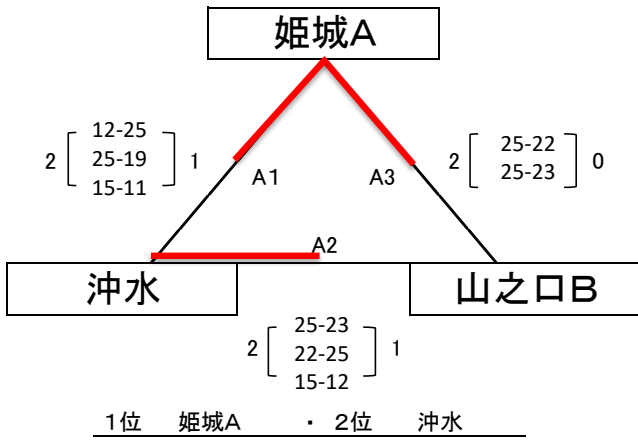 姫城A
12-25
2 [ 25-19 ] 1
15-11
25-22
2 [ ] 0
25-23
A1
A3
A2
沖水
山之口B
25-23
2 [ 22-25 ] 1
15-12
1位 姫城A ・ 2位 沖水